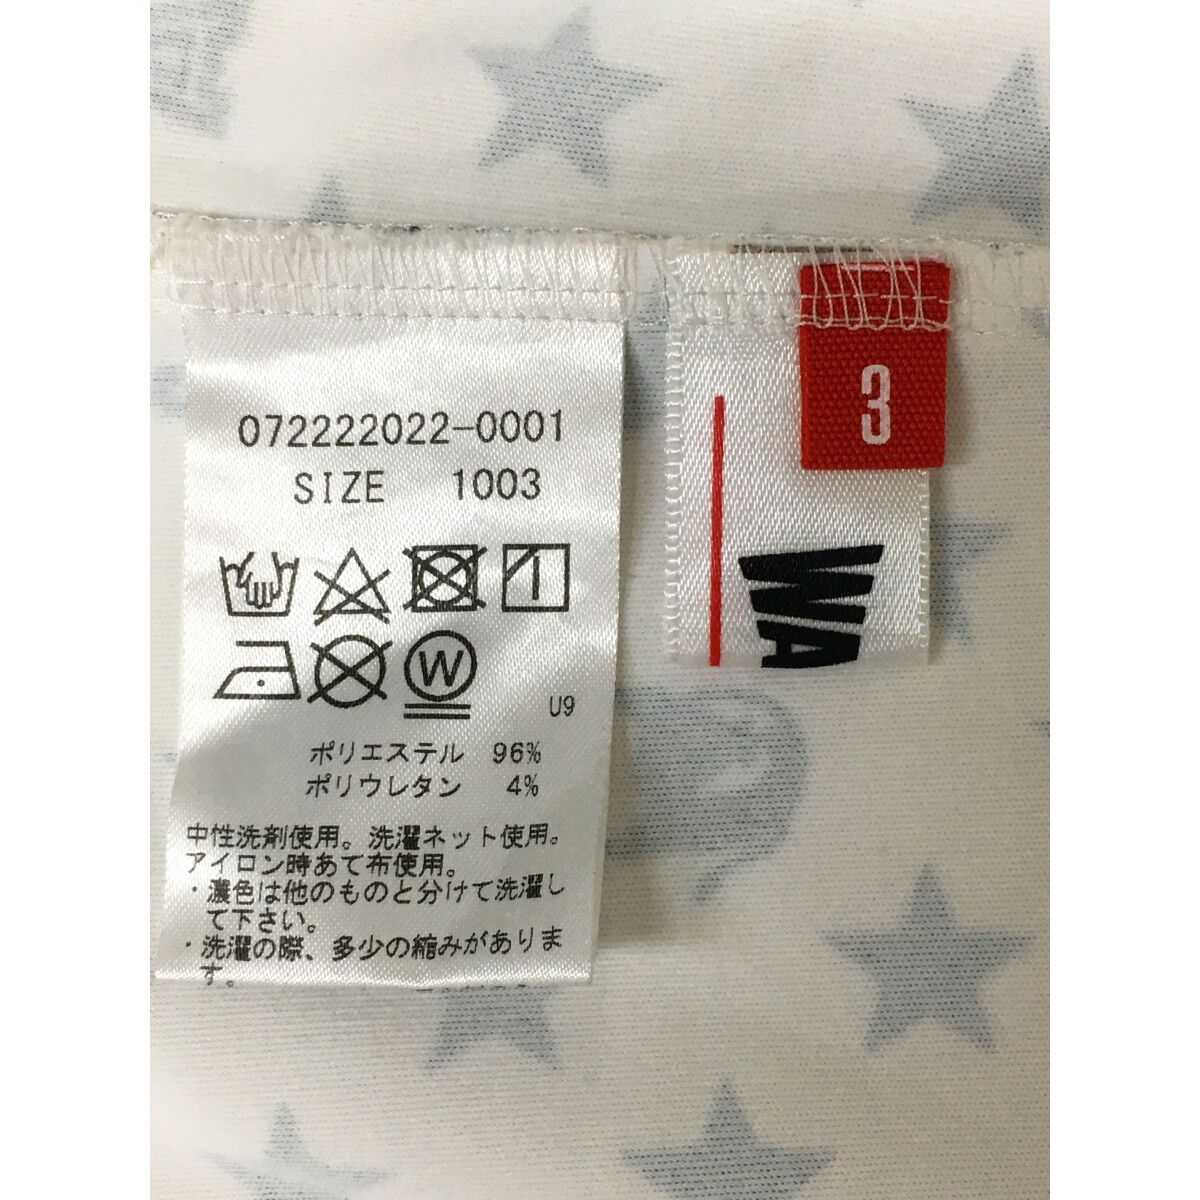 072222022-0001
SIZE 1003
W
U9
ポリエステル 96%
ポリウレタン 4%
中性洗剤使用。洗濯ネット使用。
アイロン時あて布使用。
・濃色は他のものと分けて洗濯し
て下さい。
・洗濯の際、多少の縮みがありま
す。
3
WA